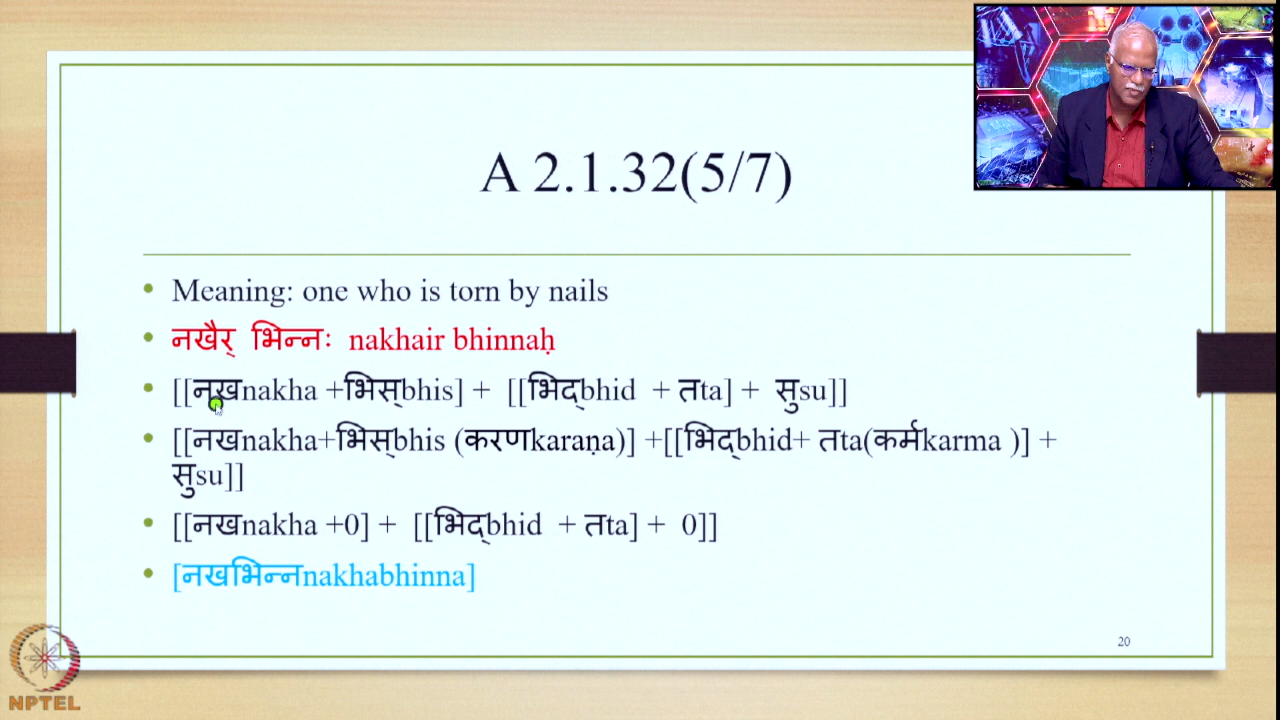 A 2.1.32(5/7)
• Meaning: one who is torn by nails
• नखैर् भिन्नः nakhair bhinnaḥ
• [[नखnakha +भिस्bhis] + [[भिद्bhid + तta] + सुsu]]
• [[नखnakha+भिस्bhis (करणkaraṇa)] +[[भिद्bhid+ तta(कर्मkarma )] +
सुsu]]
• [[नखnakha +0] + [[भिद्bhid + तta] + 0]]
• [नखभिन्नnakhabhinna]
20
NPTEL